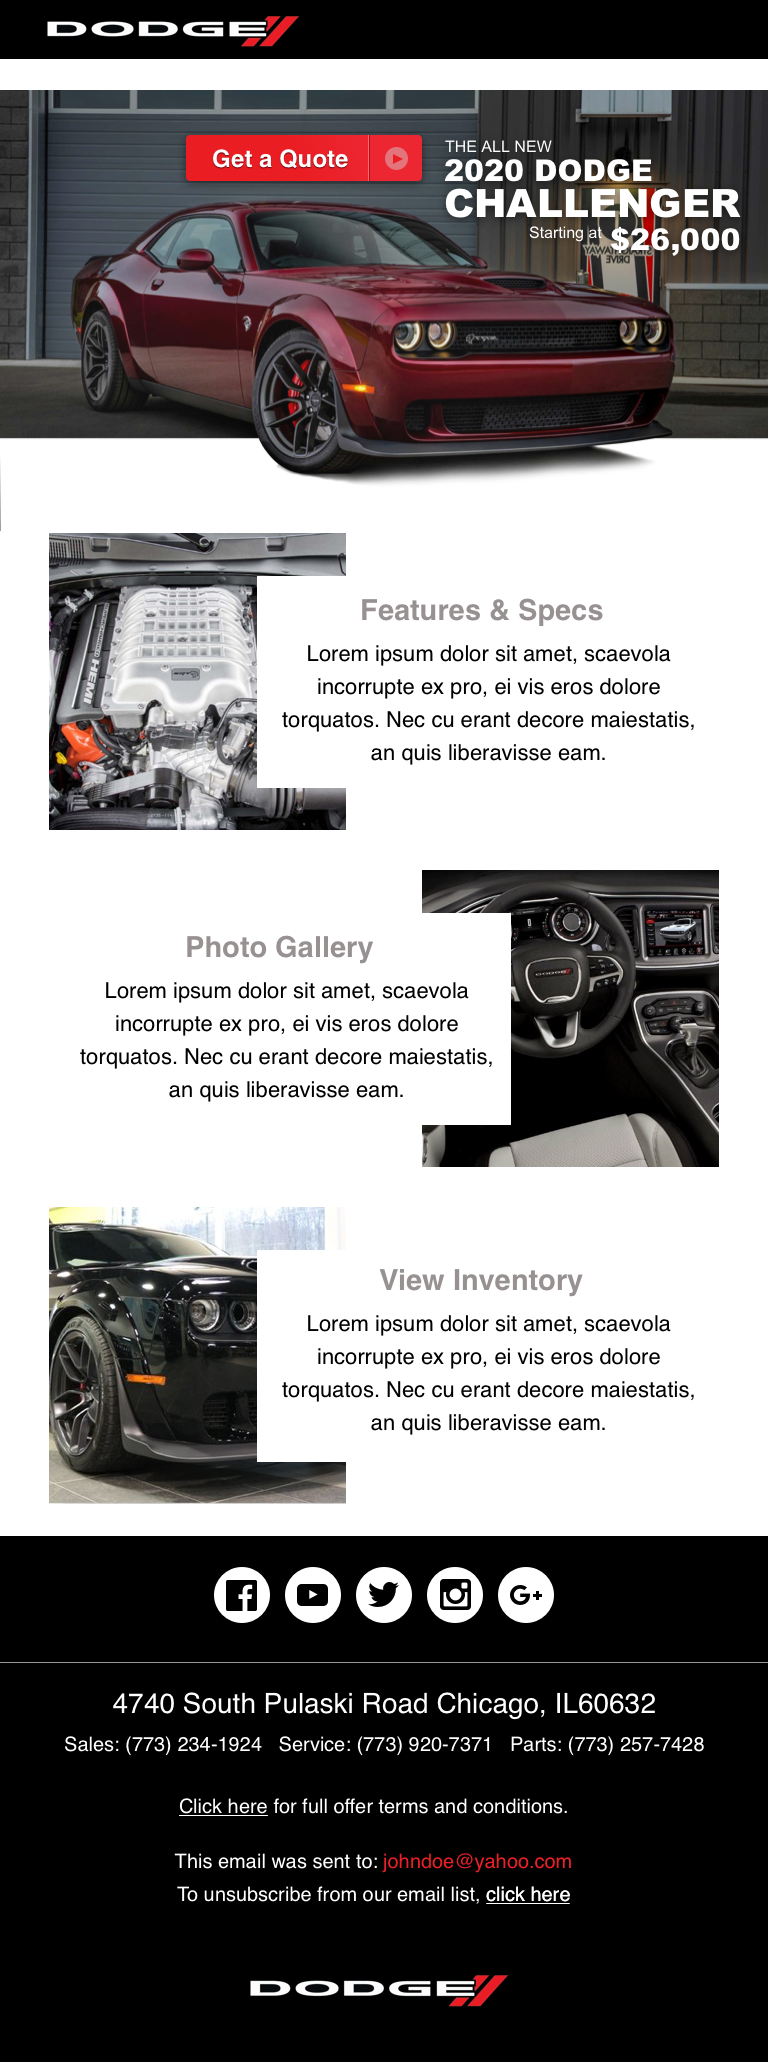 DODGE
Get a Quote
THE ALL NEW
2020 DODGE
CHALLENGER
Starting at $26,000
DRIVE
HEMI
Features & Specs
Lorem ipsum dolor sit amet, scaevola
incorrupte ex pro, ei vis eros dolore
torquatos. Nec cu erant decore maiestatis,
an quis liberavisse eam.
Photo Gallery
Lorem ipsum dolor sit amet, scaevola
incorrupte ex pro, ei vis eros dolore
torquatos. Nec cu erant decore maiestatis,
an quis liberavisse eam.
DODGE
View Inventory
Lorem ipsum dolor sit amet, scaevola
incorrupte ex pro, ei vis eros dolore
torquatos. Nec cu erant decore maiestatis,
an quis liberavisse eam.
G+
4740 South Pulaski Road Chicago, IL60632
Sales: (773) 234-1924 Service: (773) 920-7371 Parts: (773) 257-7428
Click here for full offer terms and conditions.
This email was sent to: johndoe@yahoo.com
To unsubscribe from our email list, click here
DODGE